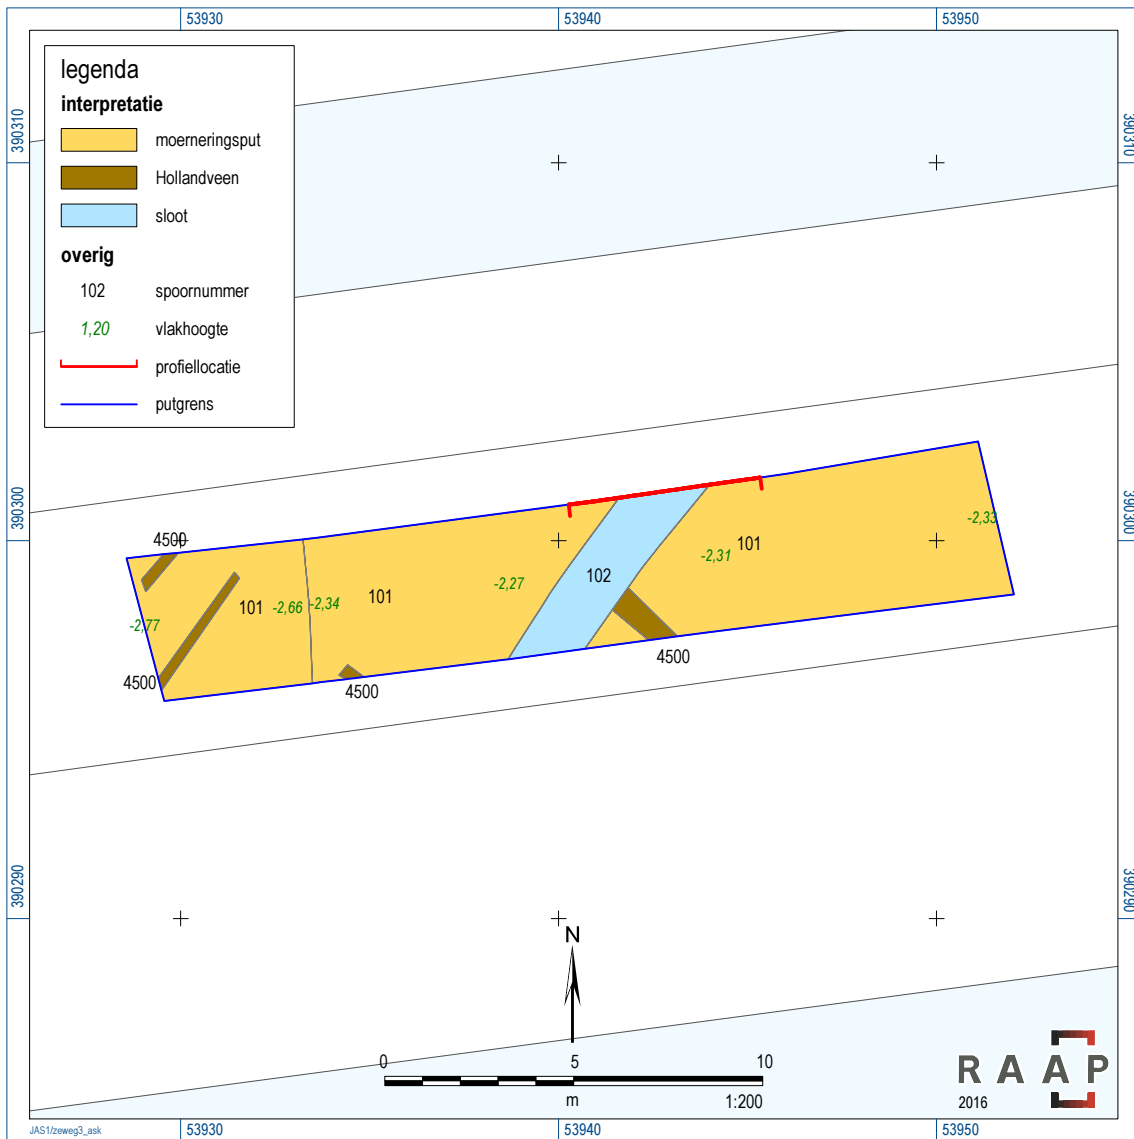 53930 53940 53950
legenda
interpretatie
moerneringsput
Hollandveen
sloot
overig
102 spoornummer
1,20 vlakhoogte
profiellocatie
putgrens
390310 390310
390300 390300
4500
-2,33
101
-2,31
102
-2,27
101
-2,34
-2,66
101
-2,77
4500
4500
4500
390290 390290
N
0 5 10
m 1:200
RAAP
2016
JAS1/zeweg3_ask
53930 53940 53950